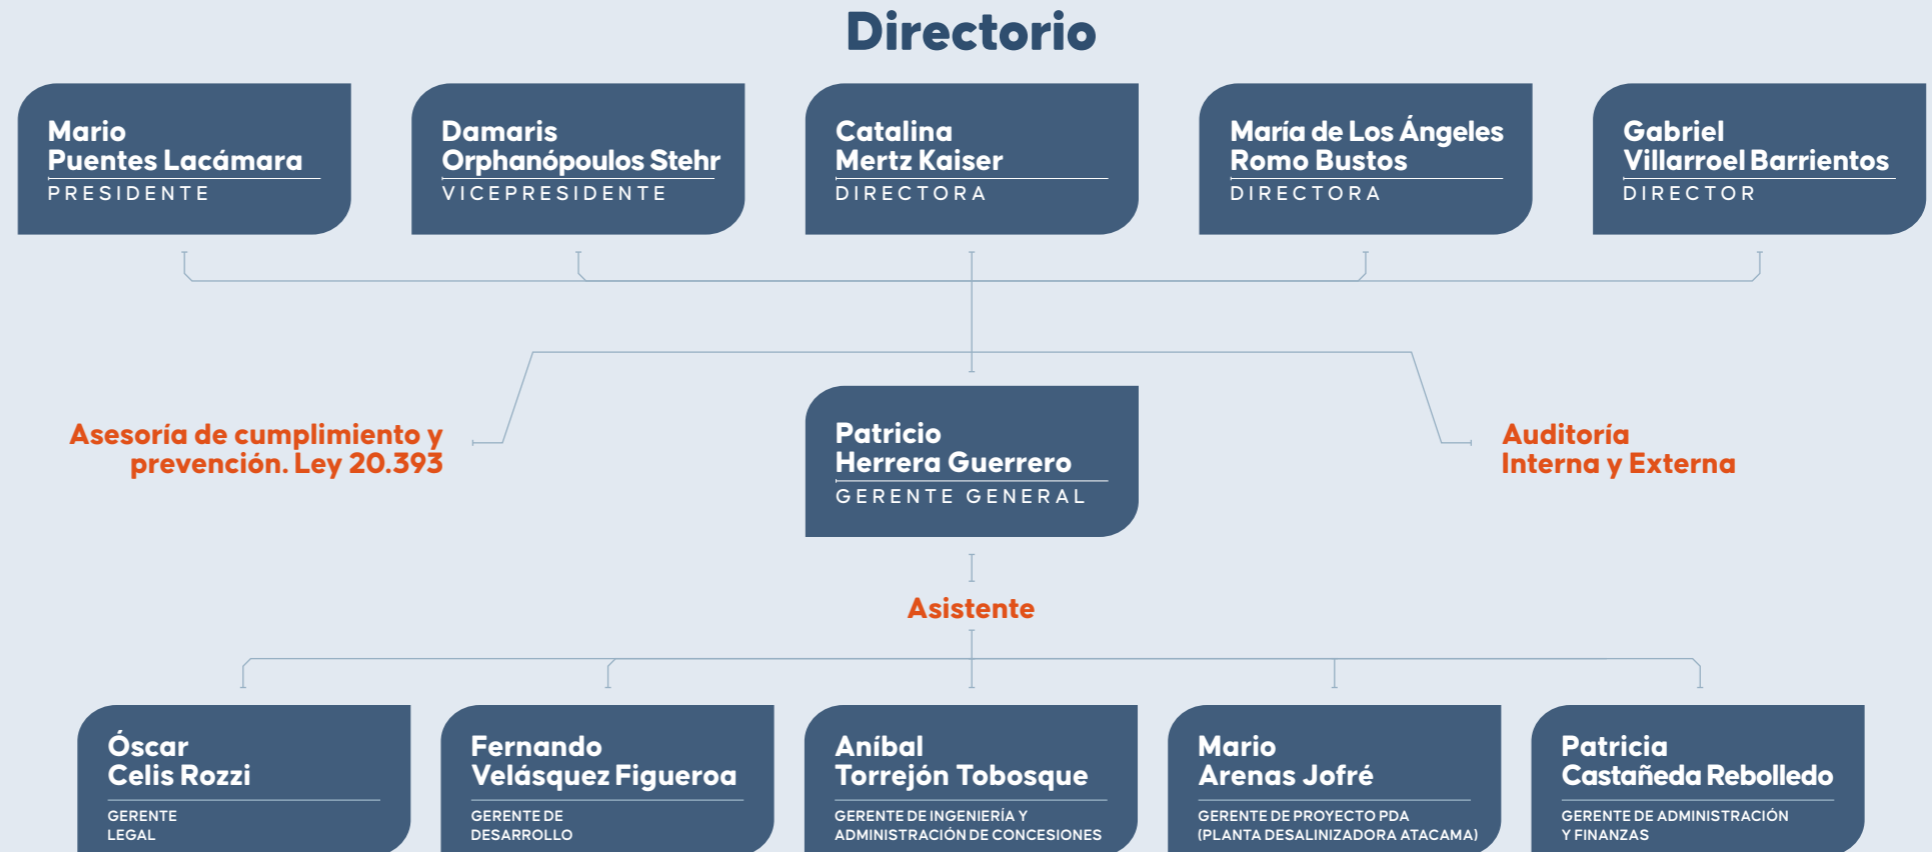 Directorio
Mario
Puentes Lacámara
PRESIDENTE
Damaris
Orphanópoulos Stehr
VICEPRESIDENTE
Catalina
Mertz Kaiser
DIRECTORA
María de Los Ángeles
Romo Bustos
DIRECTORA
Gabriel
Villarroel Barrientos
DIRECTOR
Asesoría de cumplimiento y
prevención. Ley 20.393
Patricio
Herrera Guerrero
GERENTE GENERAL
Auditoría
Interna y Externa
Asistente
Óscar
Celis Rozzi
GERENTE
LEGAL
Fernando
Velásquez Figueroa
GERENTE DE
DESARROLLO
Aníbal
Torrejón Tobosque
GERENTE DE INGENIERÍA Y
ADMINISTRACIÓN DE CONCESIONES
Mario
Arenas Jofré
GERENTE DE PROYECTO PDA
(PLANTA DESALINIZADORA ATACAMA)
Patricia
Castañeda Rebolledo
GERENTE DE ADMINISTRACIÓN
Y FINANZAS